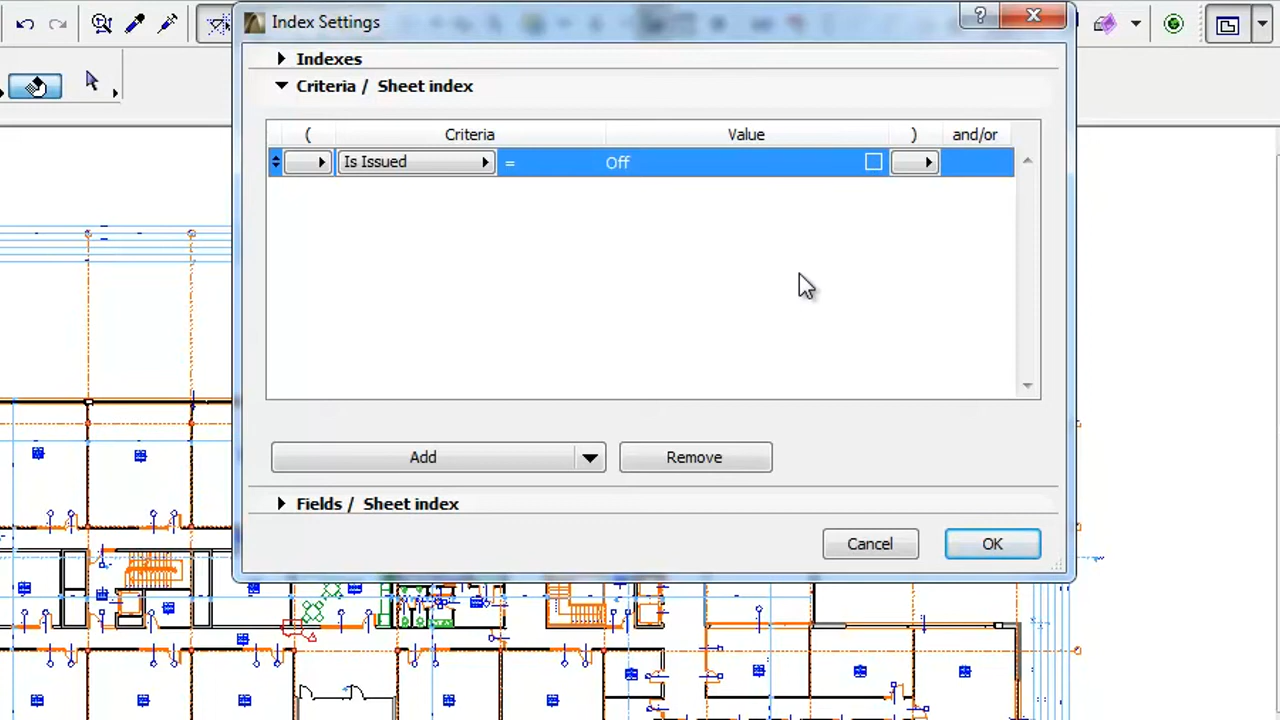 Index Settings
Indexes
Criteria / Sheet index
( Criteria Value ) and/or
Is Issued = Off
Add Remove
Fields / Sheet index
Cancel OK